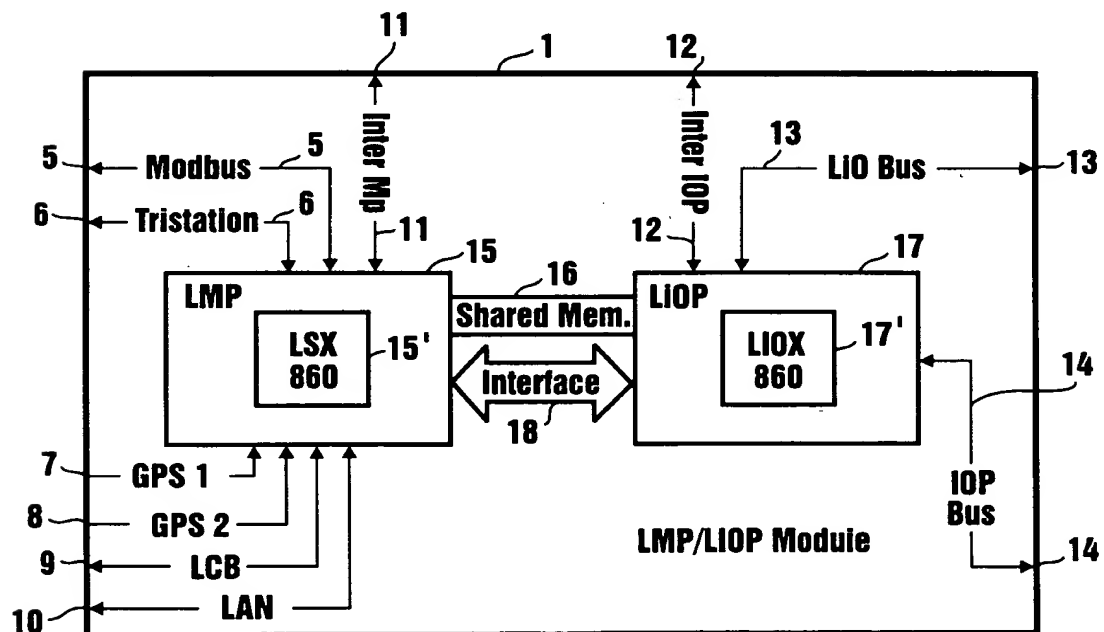 11
1
12
5
Modbus
5
Inter Mp
Inter IOP
13
LiO Bus
13
6
Tristation
6
11
12
15
16
17
LMP
Shared Mem.
LiOP
LSX
860
15'
LIOX
860
17'
Interface
18
14
7
GPS 1
8
GPS 2
IOP
Bus
9
LCB
LMP/LIOP Moduie
14
10
LAN